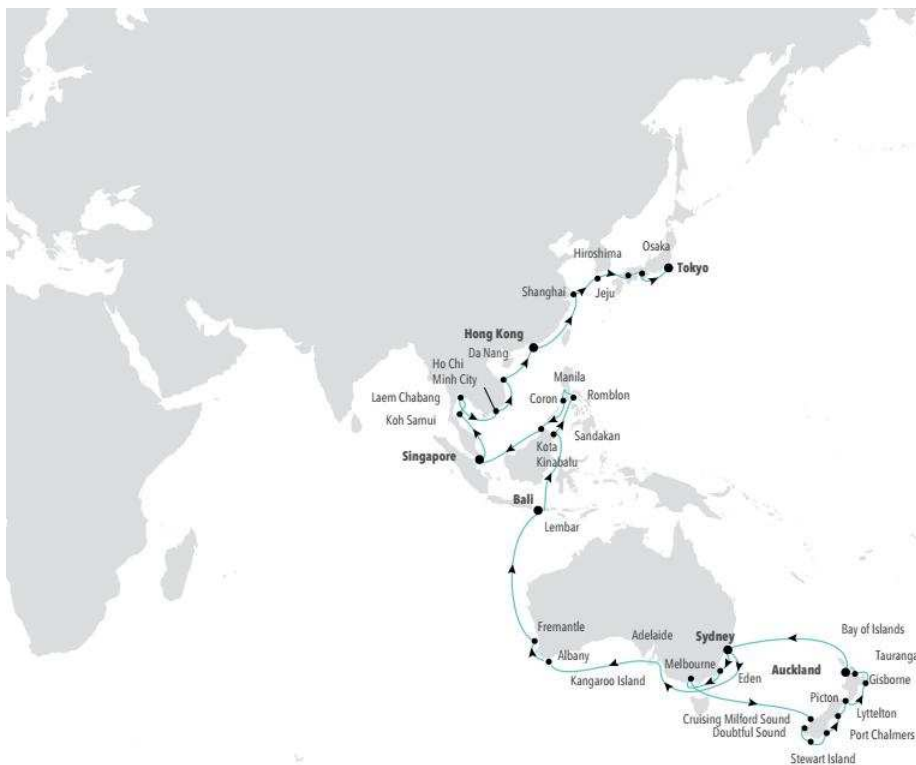 Osaka
Hiroshima
Tokyo
Shanghai
Jeju
Hong Kong
Da Nang
Ho Chi
Minh City
Manila
Laem Chabang
Coron
Romblon
Koh Samui
Sandakan
Kota
Kinabalu
Singapore
Bali
Lembar
Fremantle
Adelaide
Sydney
Bay of Islands
Albany
Melbourne
Auckland
Tauranga
Kangaroo Island
Eden
Gisborne
Picton
Cruising Milford Sound
Lyttelton
Doubtful Sound
Port Chalmers
Stewart Island